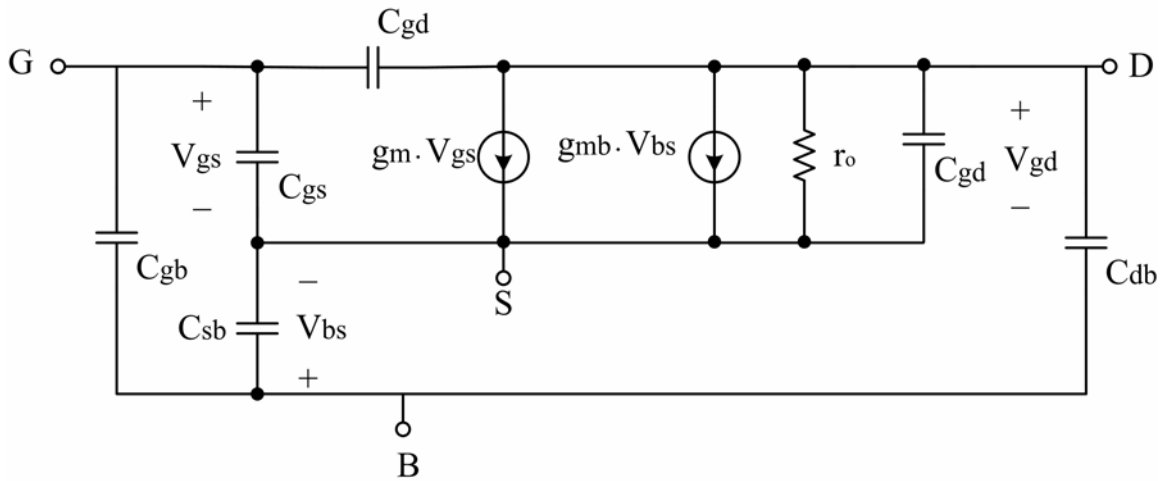 Cgd
G
D
+
Vgs
−
Cgs
gm·Vgs
gmb·Vbs
ro
Cgd
+
Vgd
−
Cgb
Csb
−
Vbs
+
S
Cdb
B